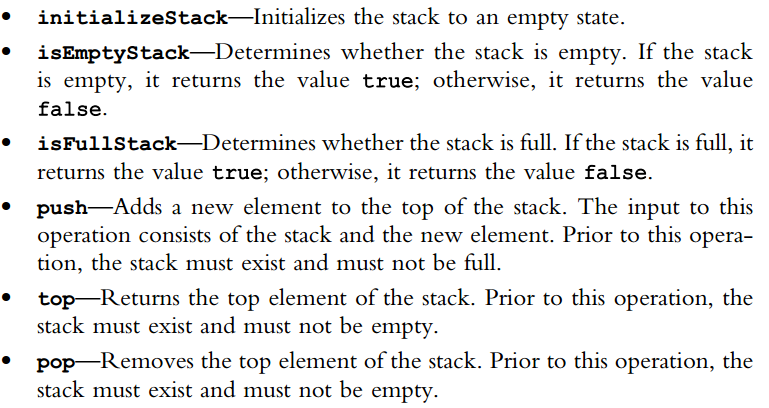 • initializeStack—Initializes the stack to an empty state.
• isEmptyStack—Determines whether the stack is empty. If the stack
is empty, it returns the value true; otherwise, it returns the value
false.
• isFullStack—Determines whether the stack is full. If the stack is full, it
returns the value true; otherwise, it returns the value false.
• push—Adds a new element to the top of the stack. The input to this
operation consists of the stack and the new element. Prior to this opera-
tion, the stack must exist and must not be full.
• top—Returns the top element of the stack. Prior to this operation, the
stack must exist and must not be empty.
• pop—Removes the top element of the stack. Prior to this operation, the
stack must exist and must not be empty.